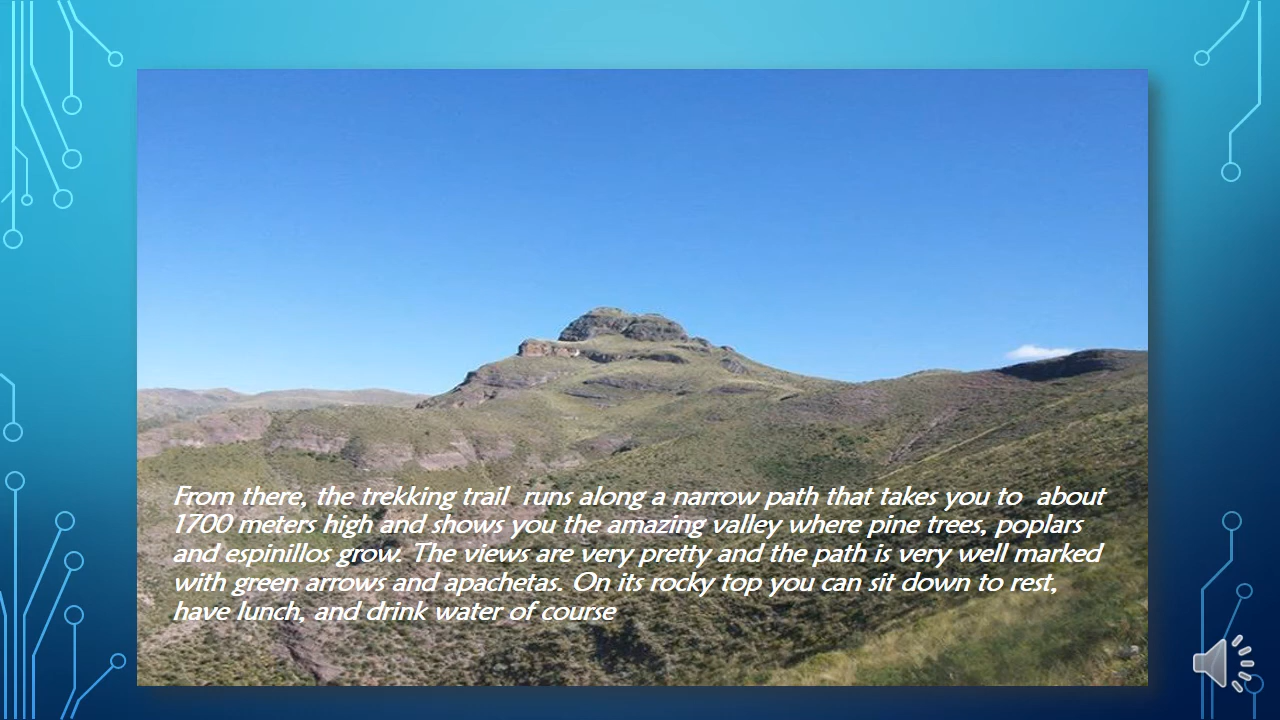 From there, the trekking trail  runs along a narrow path that takes you to  about
1700 meters high and shows you the amazing valley where pine trees, poplars
and espinillos grow. The views are very pretty and the path is very well marked
with green arrows and apachetas. On its rocky top you can sit down to rest,
have lunch, and drink water of course